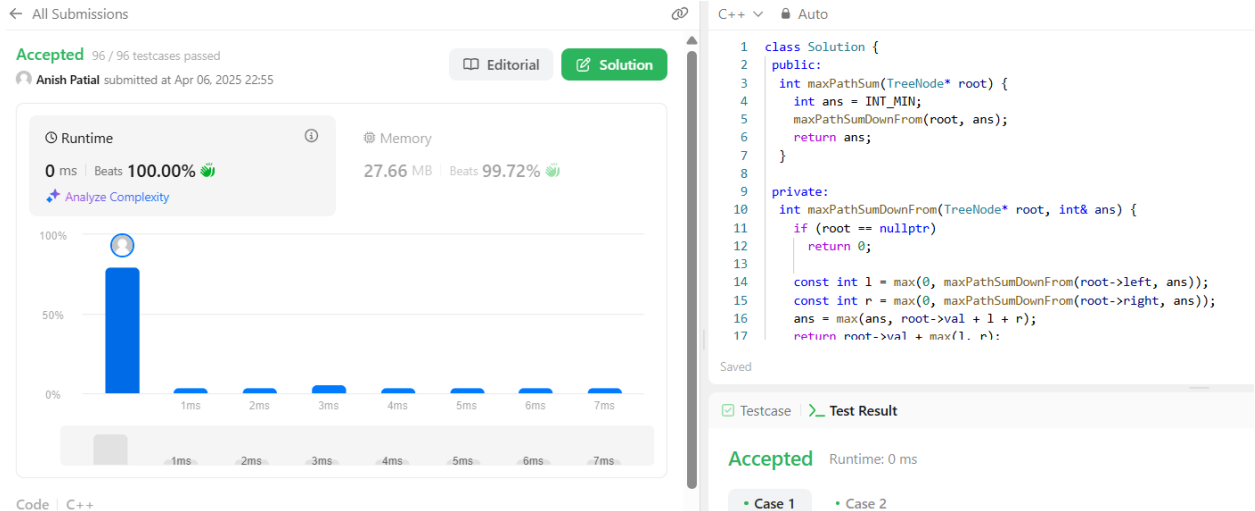 ← All Submissions
Accepted 96 / 96 testcases passed
Anish Patial submitted at Apr 06, 2025 22:55
Editorial
Solution
Runtime
0 ms Beats 100.00%
Analyze Complexity
Memory
27.66 MB Beats 99.72%
100%
50%
0%
1ms 2ms 3ms 4ms 5ms 6ms 7ms
1ms 2ms 3ms 4ms 5ms 6ms 7ms
Code C++
C++ Auto
1 class Solution {
2 public:
3 int maxPathSum(TreeNode* root) {
4 int ans = INT_MIN;
5 maxPathSumDownFrom(root, ans);
6 return ans;
7 }
8
9 private:
10 int maxPathSumDownFrom(TreeNode* root, int& ans) {
11 if (root == nullptr)
12 return 0;
13
14 const int l = max(0, maxPathSumDownFrom(root->left, ans));
15 const int r = max(0, maxPathSumDownFrom(root->right, ans));
16 ans = max(ans, root->val + l + r);
17 return root->val + max(l, r);
Saved
Testcase >_ Test Result
Accepted Runtime: 0 ms
• Case 1 • Case 2